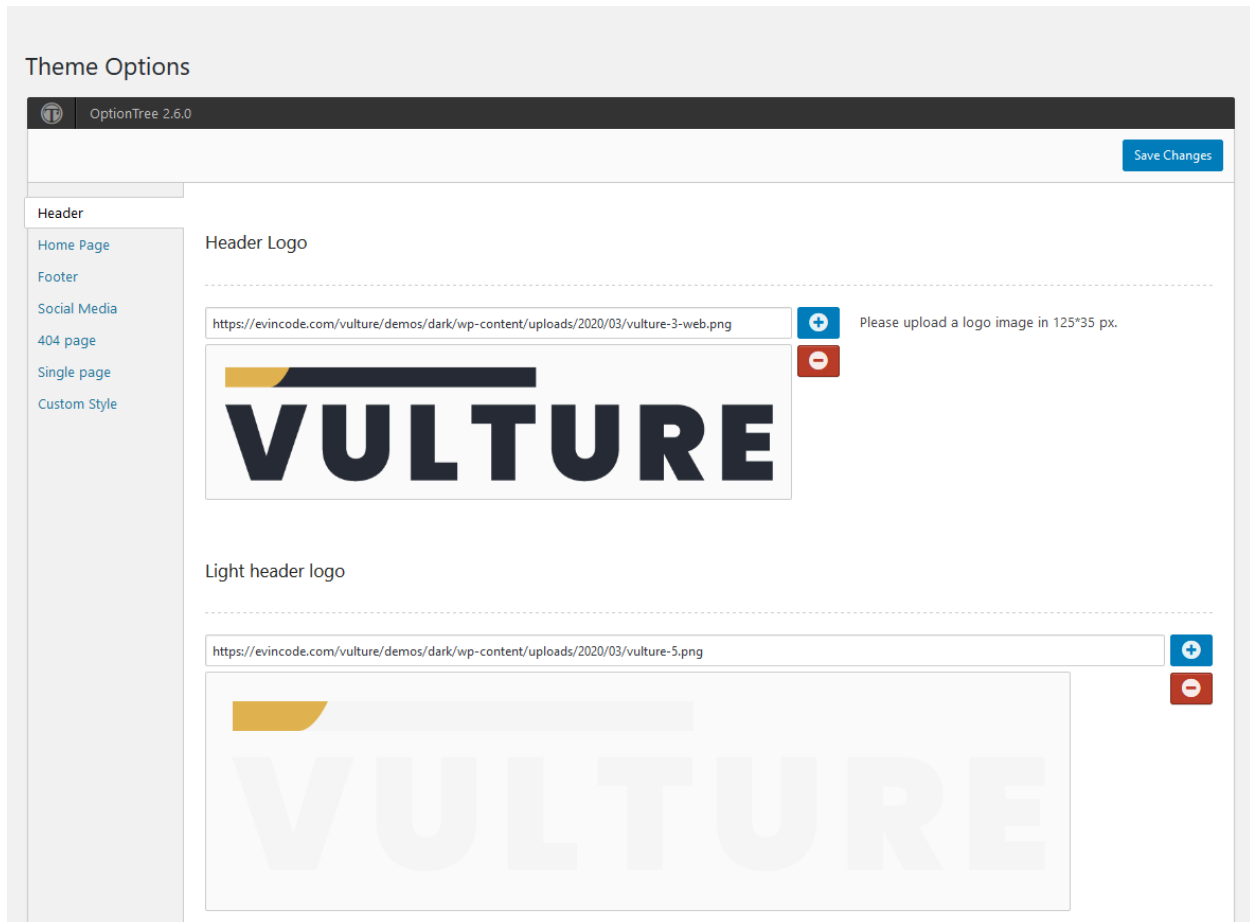 Theme Options
OptionTree 2.6.0
Save Changes
Header
Home Page
Footer
Social Media
404 page
Single page
Custom Style
Header Logo
https://evincode.com/vulture/demos/dark/wp-content/uploads/2020/03/vulture-3-web.png
Please upload a logo image in 125*35 px.
VULTURE
Light header logo
https://evincode.com/vulture/demos/dark/wp-content/uploads/2020/03/vulture-5.png
VULTURE